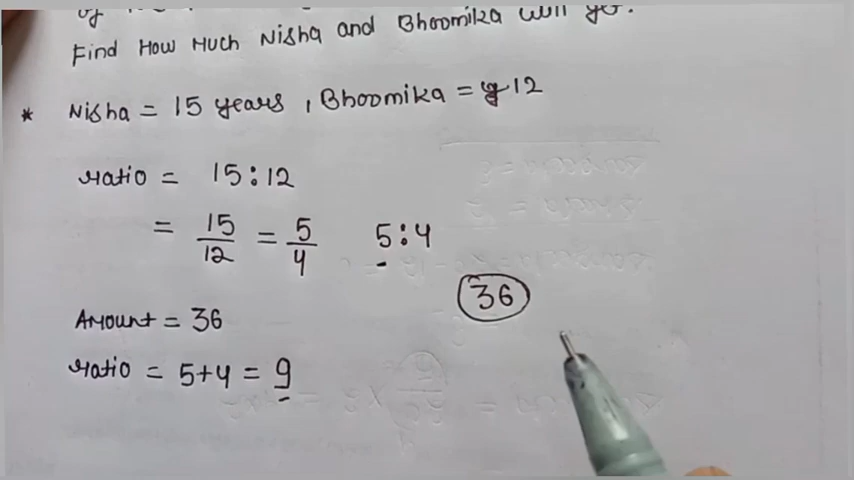 of
Find How Much Nisha and Bhoomika will get.
* Nisha = 15 years, Bhoomika = 12
ratio = 15:12
= 15/12 = 5/4 5:4
36
Amount = 36
ratio = 5+4 = 9